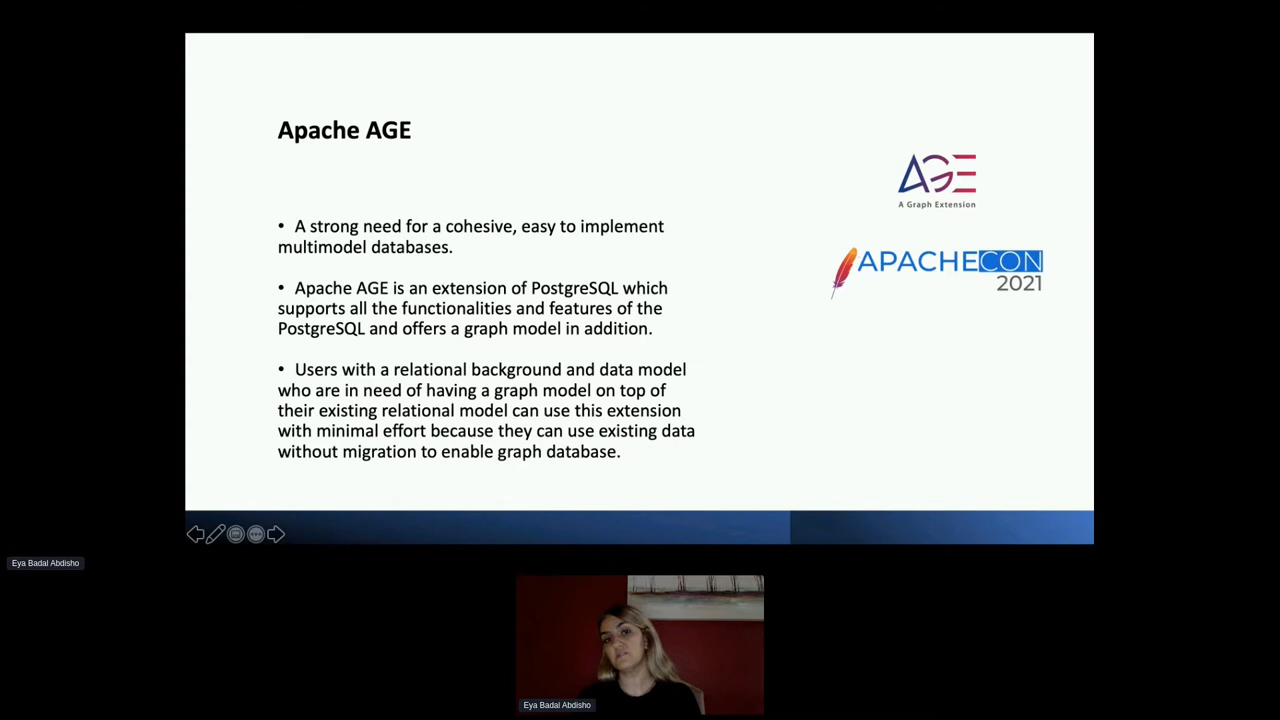 Apache AGE
AGE
A Graph Extension
• A strong need for a cohesive, easy to implement
multimodel databases.
APACHECON
2021
• Apache AGE is an extension of PostgreSQL which
supports all the functionalities and features of the
PostgreSQL and offers a graph model in addition.
• Users with a relational background and data model
who are in need of having a graph model on top of
their existing relational model can use this extension
with minimal effort because they can use existing data
without migration to enable graph database.
Eya Badal Abdisho
Eya Badal Abdisho